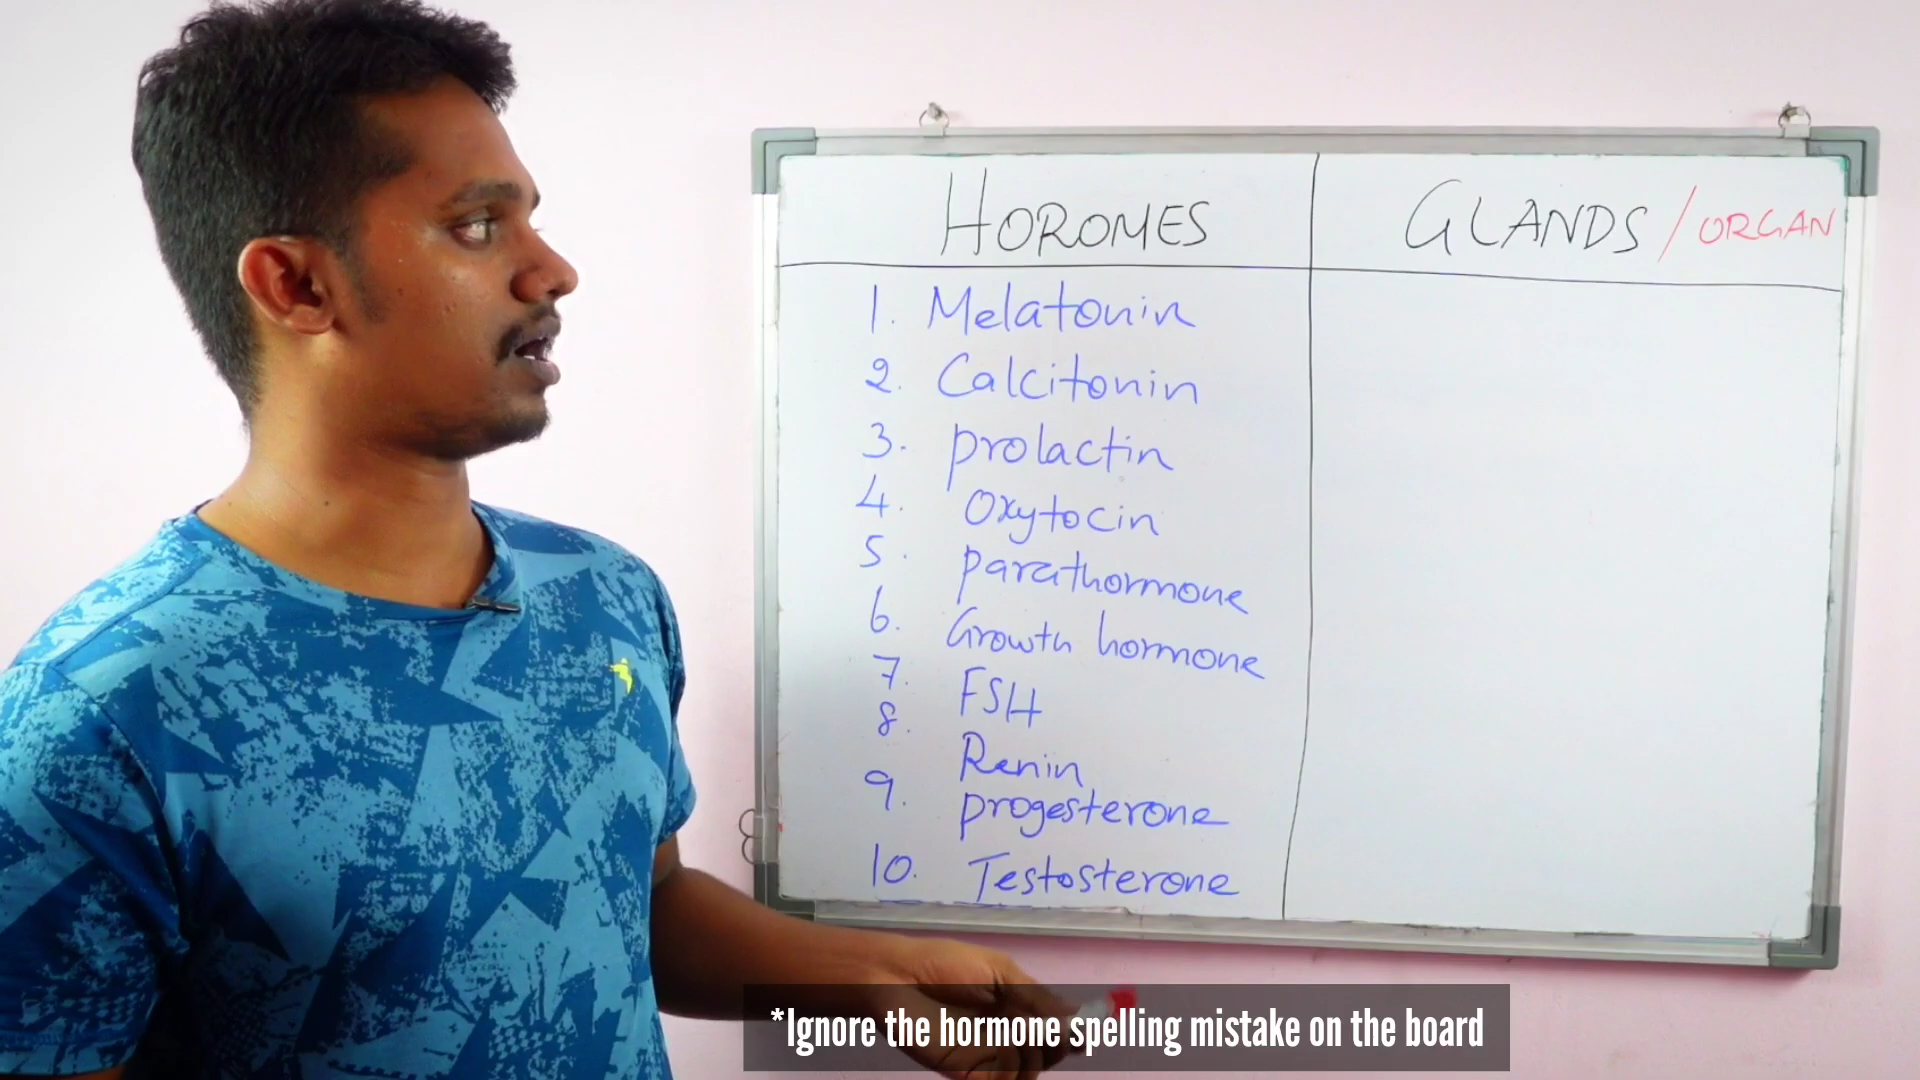 HOROMES
GLANDS / ORGAN
1. Melatonin
2. Calcitonin
3. prolactin
4. Oxytocin
5. parathormone
6. Growth hormone
7. FSH
8. Renin
9. progesterone
10. Testosterone
*Ignore the hormone spelling mistake on the board